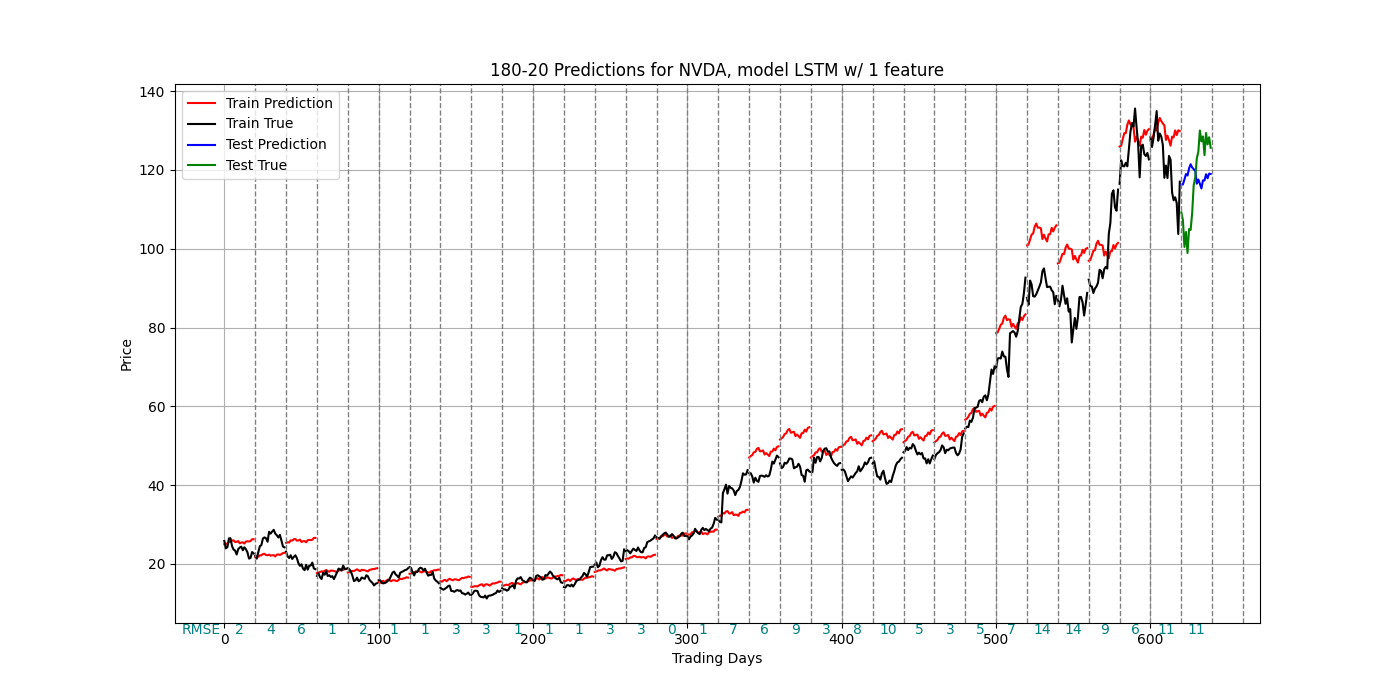 180-20 Predictions for NVDA, model LSTM w/ 1 feature
Train Prediction
Train True
Test Prediction
Test True
140
120
100
80
60
40
20
Price
RMSE 2 4 6 1 2 1 1 3 3 1 1 1 3 3 0 1 7 6 9 3 8 10 5 3 5 7 14 14 9 6 11 11
0 100 200 300 400 500 600
Trading Days